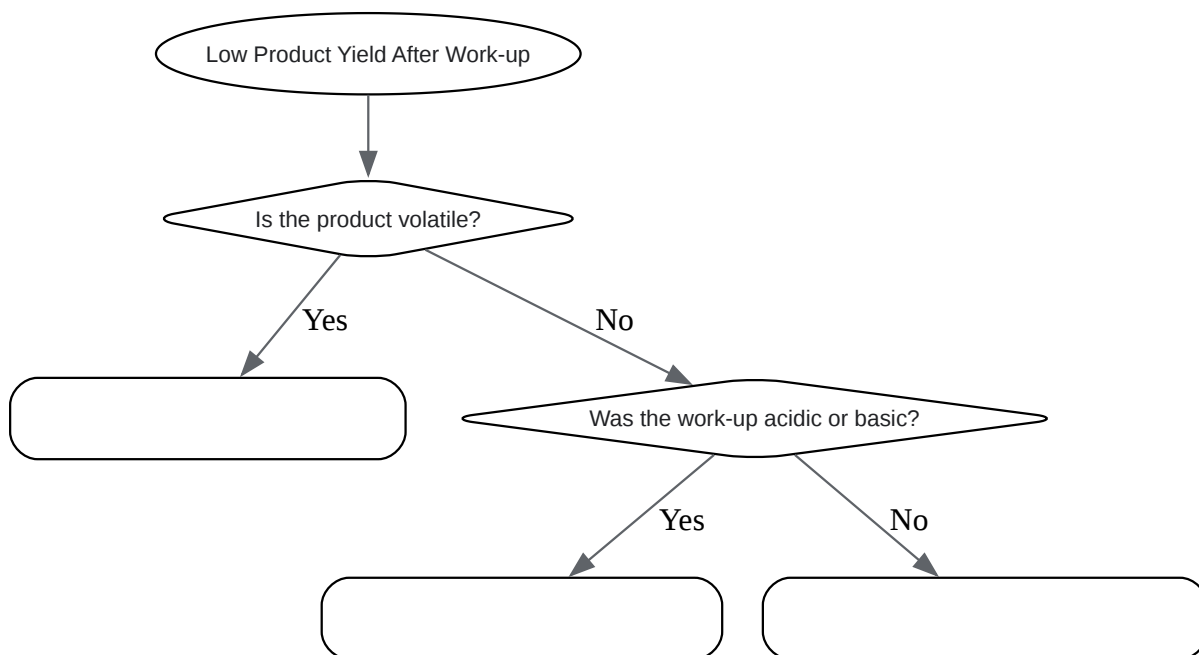 Low Product Yield After Work-up
Is the product volatile?
Yes
No
Was the work-up acidic or basic?
Yes
No